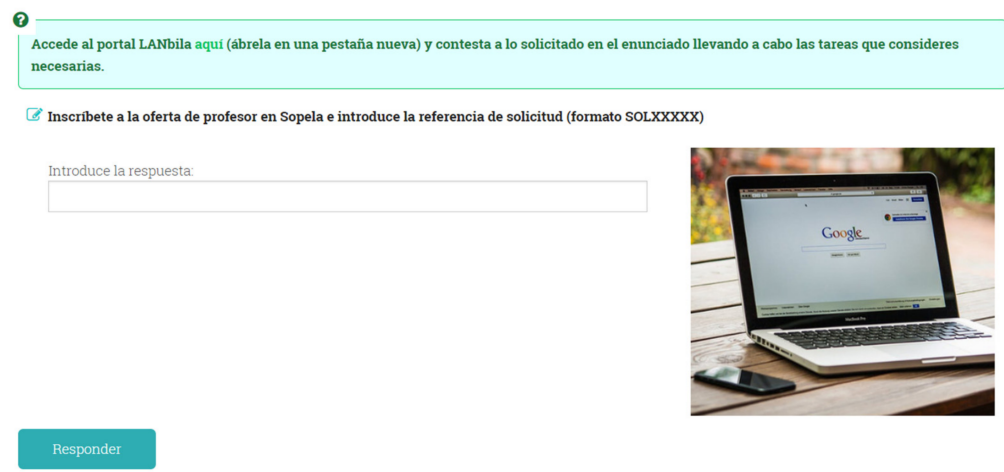 Accede al portal LANbila aquí (ábrela en una pestaña nueva) y contesta a lo solicitado en el enunciado llevando a cabo las tareas que consideres
necesarias.
Inscríbete a la oferta de profesor en Sopela e introduce la referencia de solicitud (formato SOLXXXXX)
Introduce la respuesta:
Google
MacBook Pro
Responder